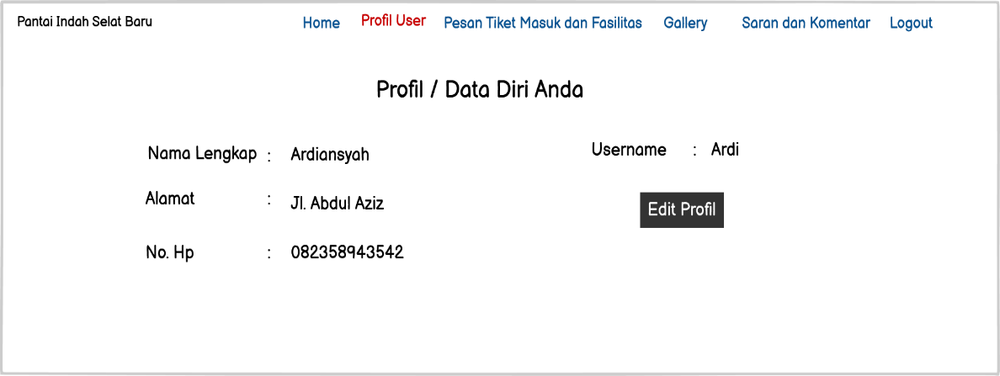 Pantai Indah Selat Baru Home Profil User Pesan Tiket Masuk dan Fasilitas Gallery Saran dan Komentar Logout
Profil / Data Diri Anda
Nama Lengkap : Ardiansyah Username : Ardi
Alamat : Jl. Abdul Aziz Edit Profil
No. Hp : 082358943542